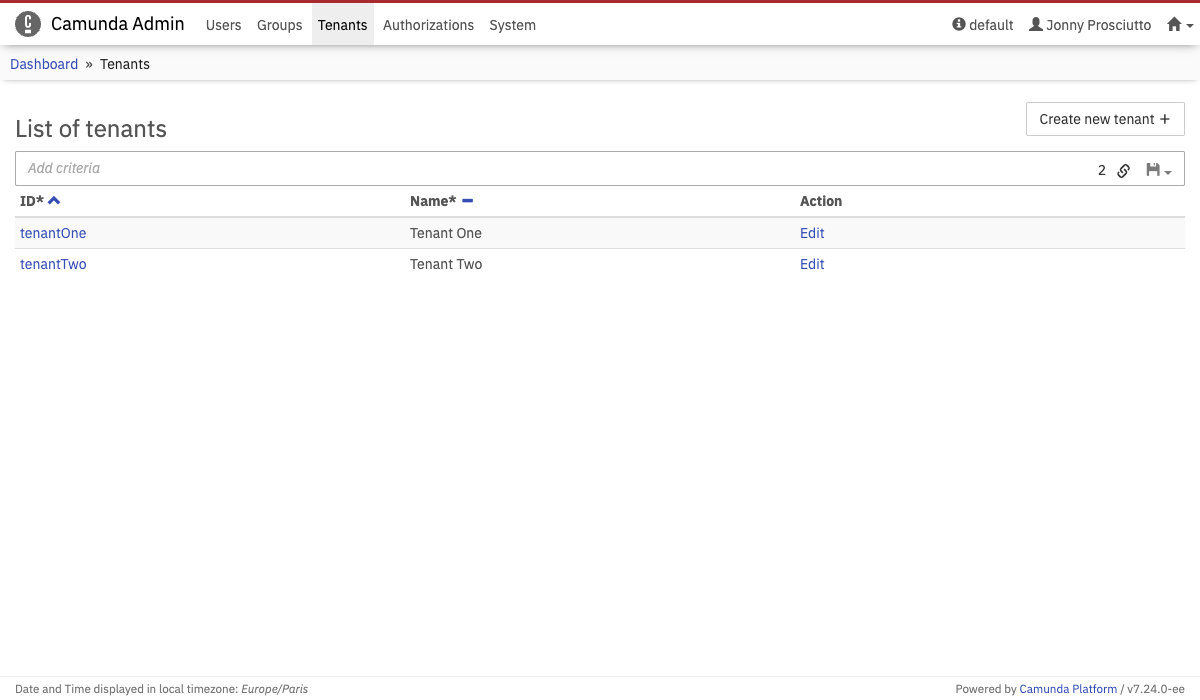 Camunda Admin Users Groups Tenants Authorizations System default Jonny Prosciutto
Dashboard » Tenants
List of tenants Create new tenant +
Add criteria 2
ID* Name* Action
tenantOne Tenant One Edit
tenantTwo Tenant Two Edit
Date and Time displayed in local timezone: Europe/Paris Powered by Camunda Platform / v7.24.0-ee